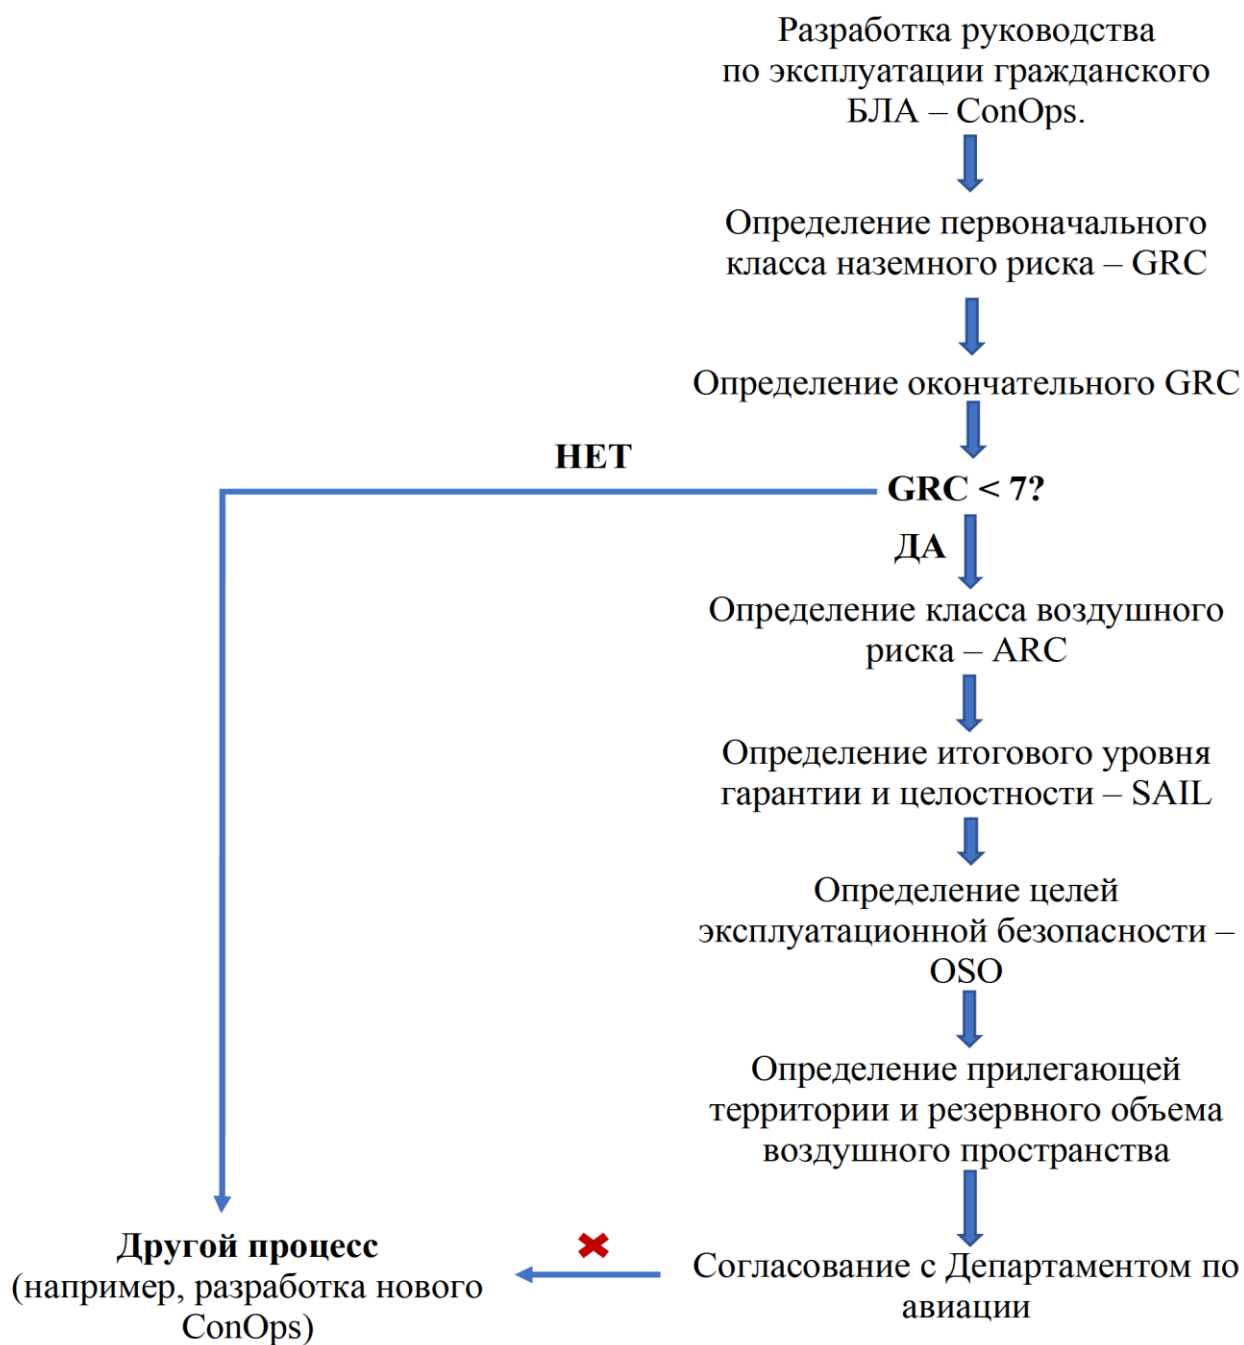 Разработка руководства
по эксплуатации гражданского
БЛА – ConOps.
Определение первоначального
класса наземного риска – GRC
Определение окончательного GRC
НЕТ
GRC < 7?
ДА
Определение класса воздушного
риска – ARC
Определение итогового уровня
гарантии и целостности – SAIL
Определение целей
эксплуатационной безопасности –
OSO
Определение прилегающей
территории и резервного объема
воздушного пространства
Согласование с Департаментом по
авиации
Другой процесс
(например, разработка нового
ConOps)